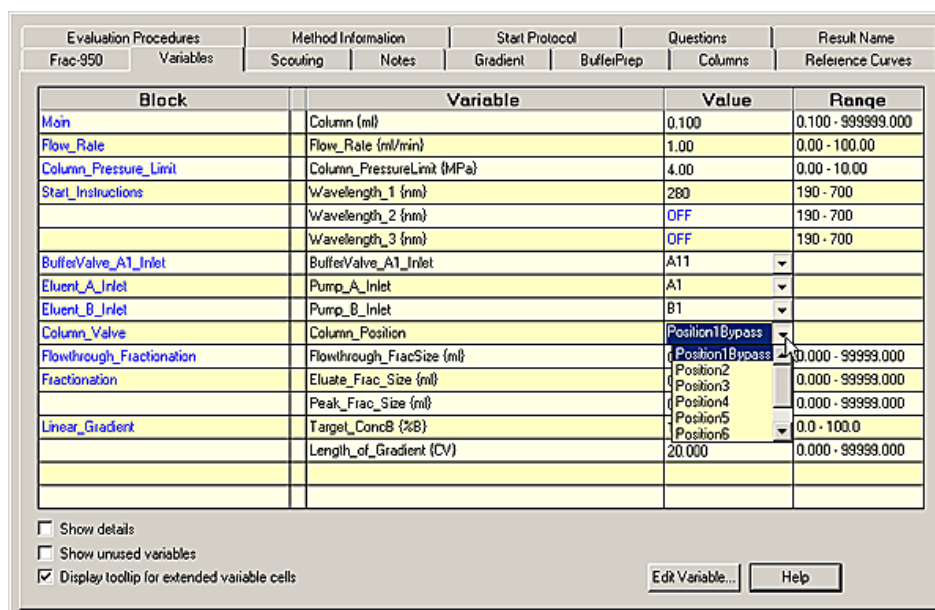 Evaluation Procedures Method Information Start Protocol Questions Result Name
Frac-950 Variables Scouting Notes Gradient BufferPrep Columns Reference Curves
Block Variable Value Range
Main Column {ml} 0.100 0.100 - 999999.000
Flow_Rate Flow_Rate {ml/min} 1.00 0.00 - 100.00
Column_Pressure_Limit Column_PressureLimit {MPa} 4.00 0.00 - 10.00
Start_Instructions Wavelength_1 {nm} 280 190 - 700
Wavelength_2 {nm} OFF 190 - 700
Wavelength_3 {nm} OFF 190 - 700
BufferValve_A1_Inlet BufferValve_A1_Inlet A11
Eluent_A_Inlet Pump_A_Inlet A1
Eluent_B_Inlet Pump_B_Inlet B1
Column_Valve Column_Position Position1Bypass
Flowthrough_Fractionation Flowthrough_FracSize {ml} Position1Bypass 0.000 - 99999.000
Position2
Fractionation Eluate_Frac_Size {ml} Position3 0.000 - 99999.000
Peak_Frac_Size {ml} Position4 0.000 - 99999.000
Position5
Linear_Gradient Target_ConcB {%B} Position6 0.0 - 100.0
Length_of_Gradient {CV} 20.000 0.000 - 99999.000
Show details
Show unused variables
Display tooltip for extended variable cells
Edit Variable... Help